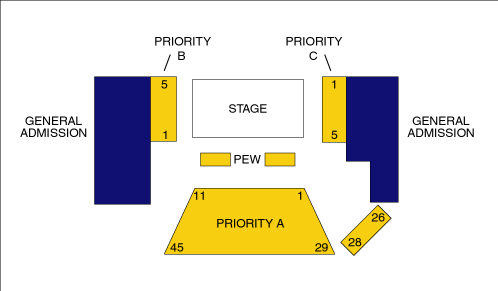 PRIORITY
B
PRIORITY
C
5
1
STAGE
1
5
GENERAL
ADMISSION
GENERAL
ADMISSION
PEW
11
1
PRIORITY A
45
29
26
28